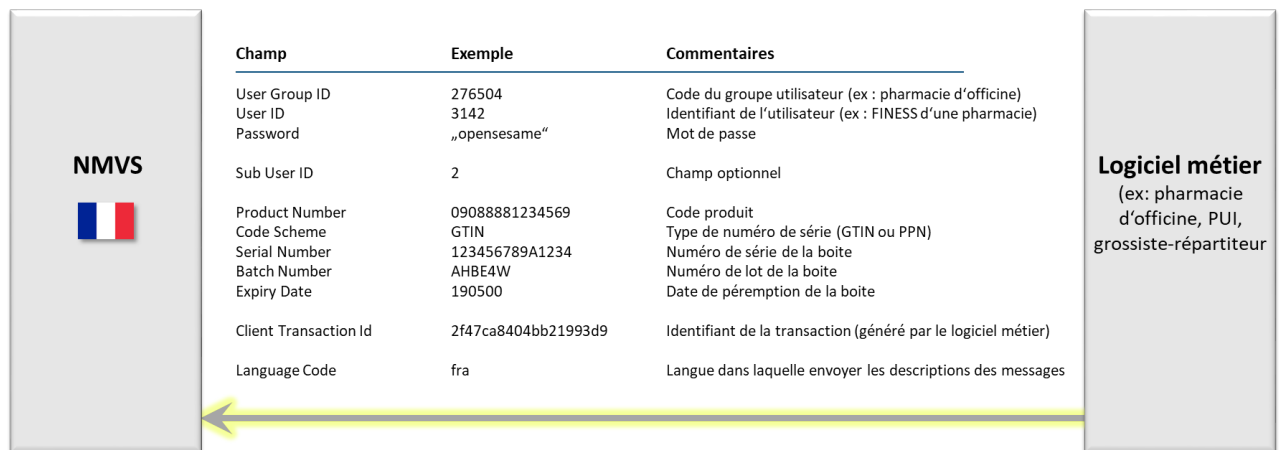 NMVS
Champ Exemple Commentaires
User Group ID 276504 Code du groupe utilisateur (ex : pharmacie d‘officine)
User ID 3142 Identifiant de l‘utilisateur (ex : FINESS d‘une pharmacie)
Password „opensesame“ Mot de passe
Sub User ID 2 Champ optionnel
Product Number 09088881234569 Code produit
Code Scheme GTIN Type de numéro de série (GTIN ou PPN)
Serial Number 123456789A1234 Numéro de série de la boite
Batch Number AHBE4W Numéro de lot de la boite
Expiry Date 190500 Date de péremption de la boite
Client Transaction Id 2f47ca8404bb21993d9 Identifiant de la transaction (généré par le logiciel métier)
Language Code fra Langue dans laquelle envoyer les descriptions des messages
Logiciel métier
(ex: pharmacie
d‘officine, PUI,
grossiste-répartiteur